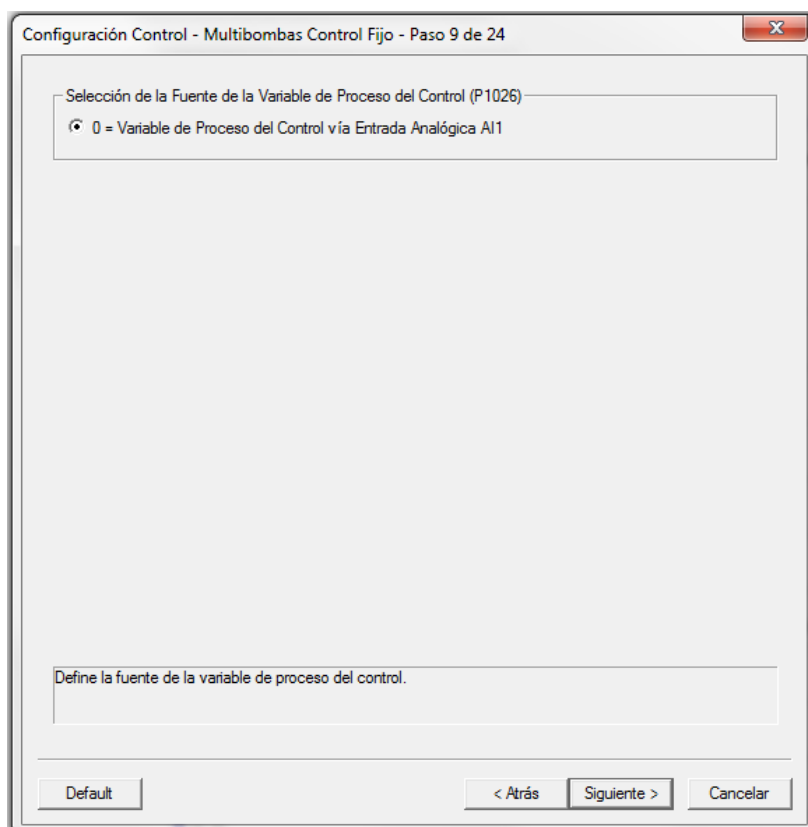 Configuración Control - Multibombas Control Fijo - Paso 9 de 24
Selección de la Fuente de la Variable de Proceso del Control (P1026)
0 = Variable de Proceso del Control vía Entrada Analógica AI1
Define la fuente de la variable de proceso del control.
Default
< Atrás
Siguiente >
Cancelar